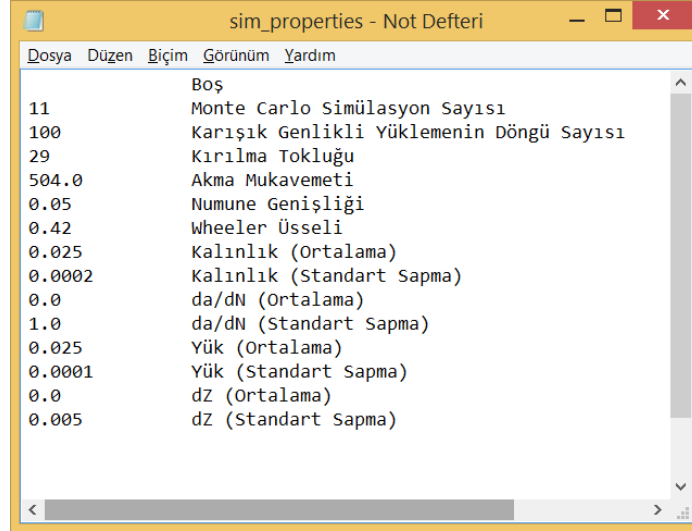 sim_properties - Not Defteri
Dosya Düzen Biçim Görünüm Yardım
Boş
11 Monte Carlo Simülasyon Sayısı
100 Karışık Genlikli Yüklemenin Döngü Sayısı
29 Kırılma Tokluğu
504.0 Akma Mukavemeti
0.05 Numune Genişliği
0.42 Wheeler Üsseli
0.025 Kalınlık (Ortalama)
0.0002 Kalınlık (Standart Sapma)
0.0 da/dN (Ortalama)
1.0 da/dN (Standart Sapma)
0.025 Yük (Ortalama)
0.0001 Yük (Standart Sapma)
0.0 dZ (Ortalama)
0.005 dZ (Standart Sapma)